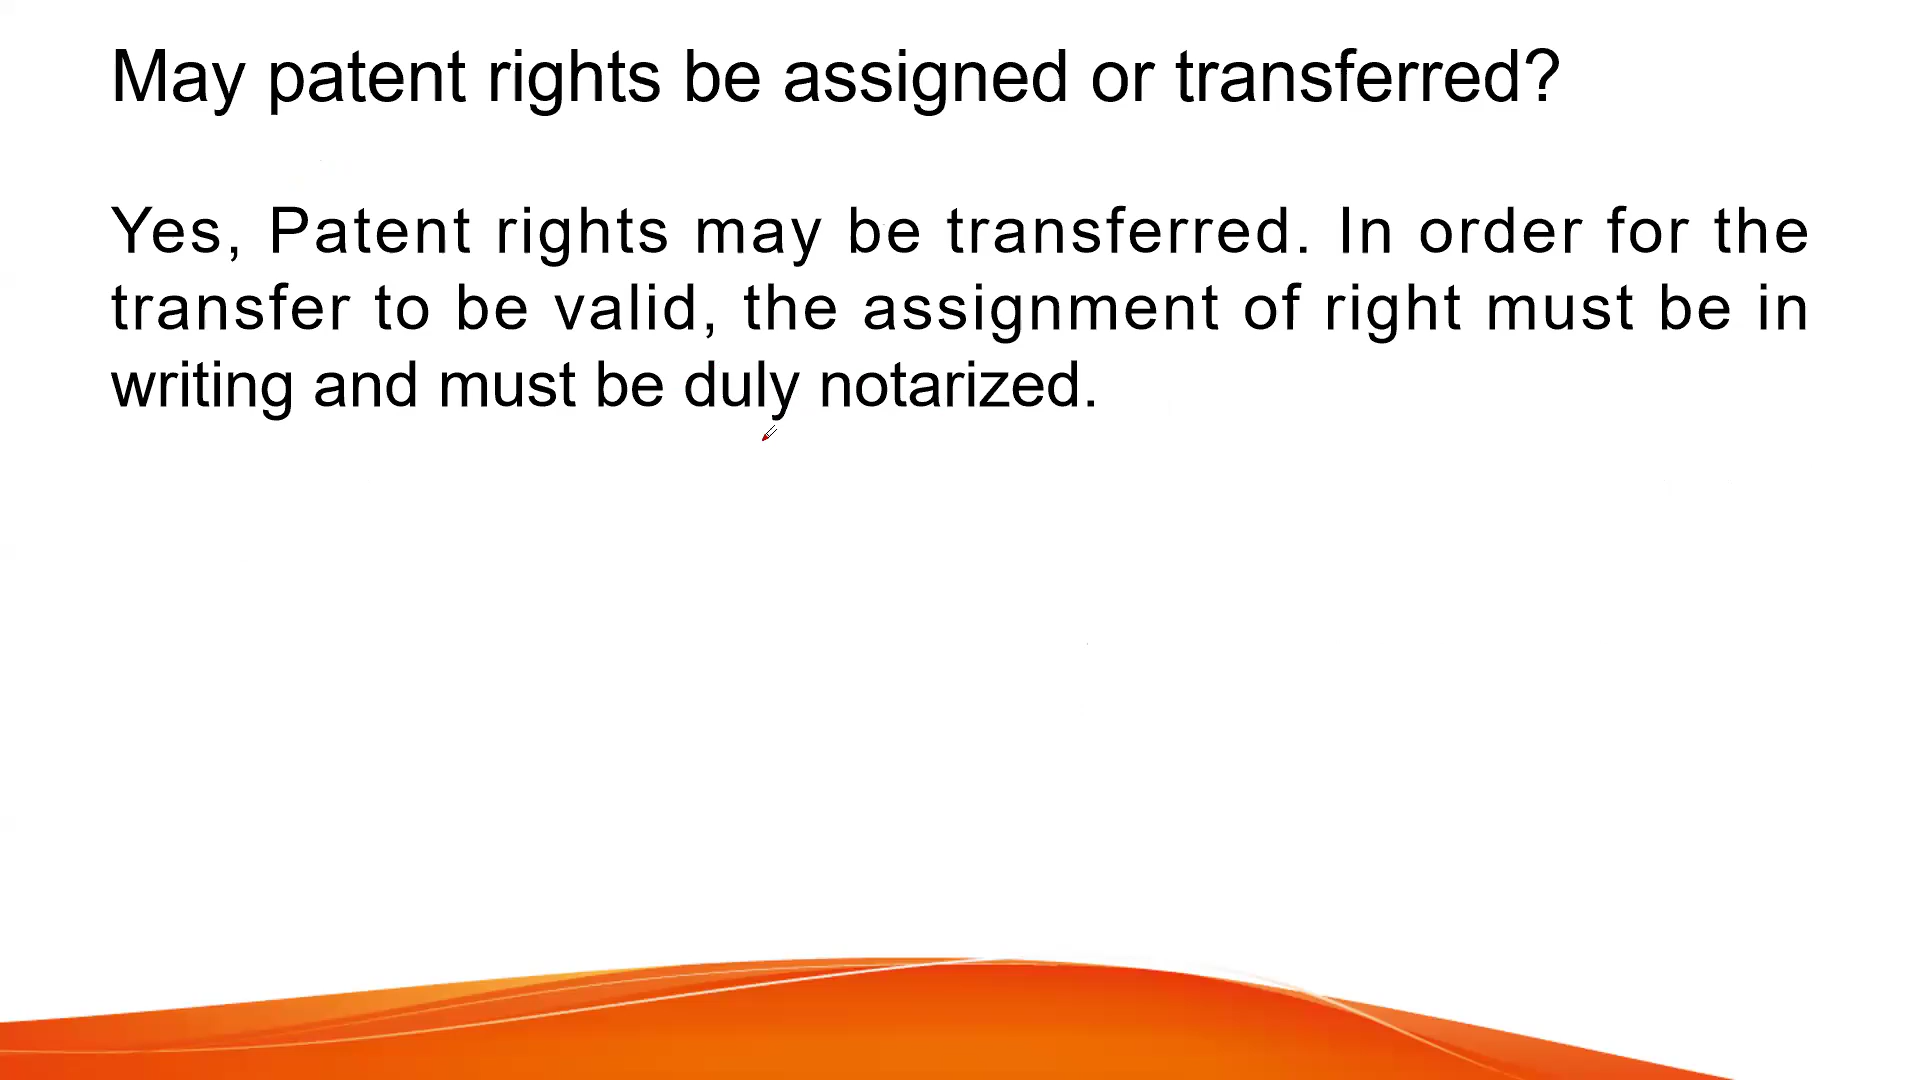 May patent rights be assigned or transferred?
Yes, Patent rights may be transferred. In order for the
transfer to be valid, the assignment of right must be in
writing and must be duly notarized.